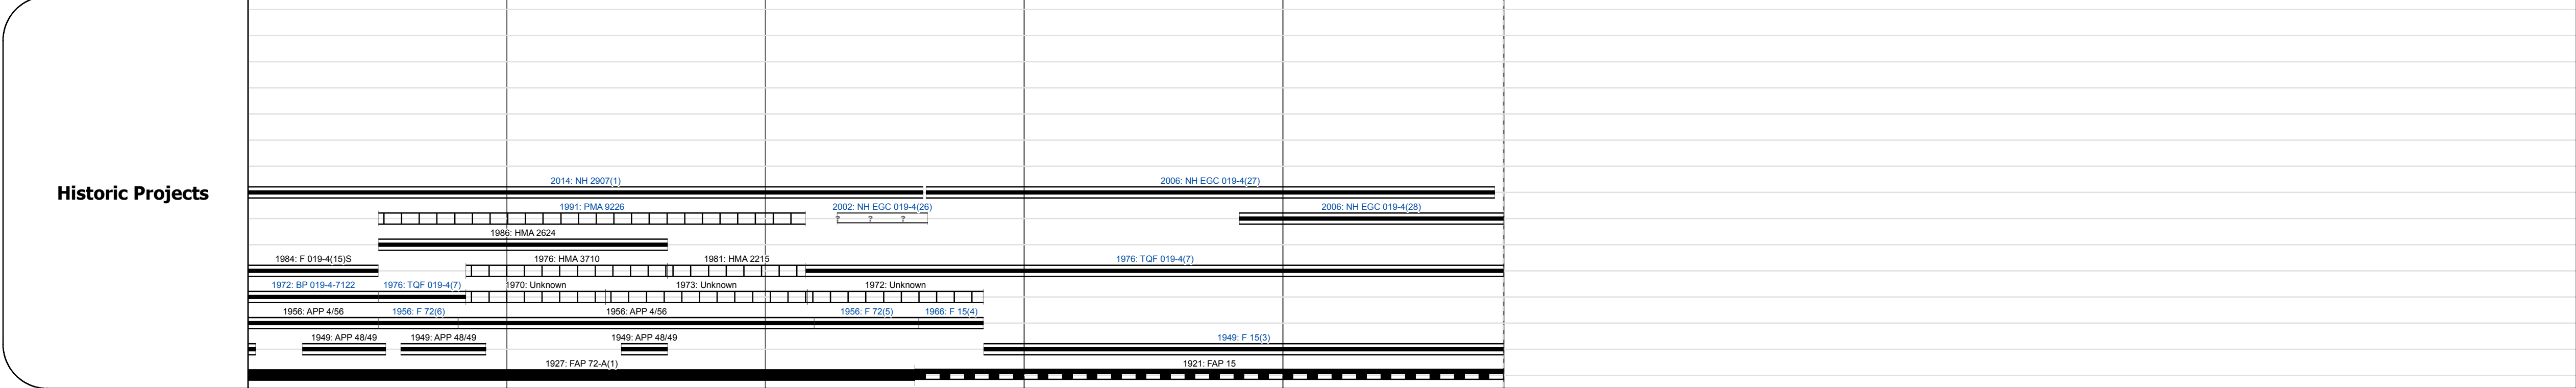 Historic Projects
2014: NH 2907(1)
2006: NH EGC 019-4(27)
1991: PMA 9226
2002: NH EGC 019-4(26)
2006: NH EGC 019-4(28)
? ? ?
1986: HMA 2624
1984: F 019-4(15)S
1976: HMA 3710
1981: HMA 2215
1976: TQF 019-4(7)
1972: BP 019-4-7122
1976: TQF 019-4(7)
1970: Unknown
1973: Unknown
1972: Unknown
1956: APP 4/56
1956: F 72(6)
1956: APP 4/56
1956: F 72(5)
1966: F 15(4)
1949: APP 48/49
1949: APP 48/49
1949: APP 48/49
1949: F 15(3)
1927: FAP 72-A(1)
1921: FAP 15